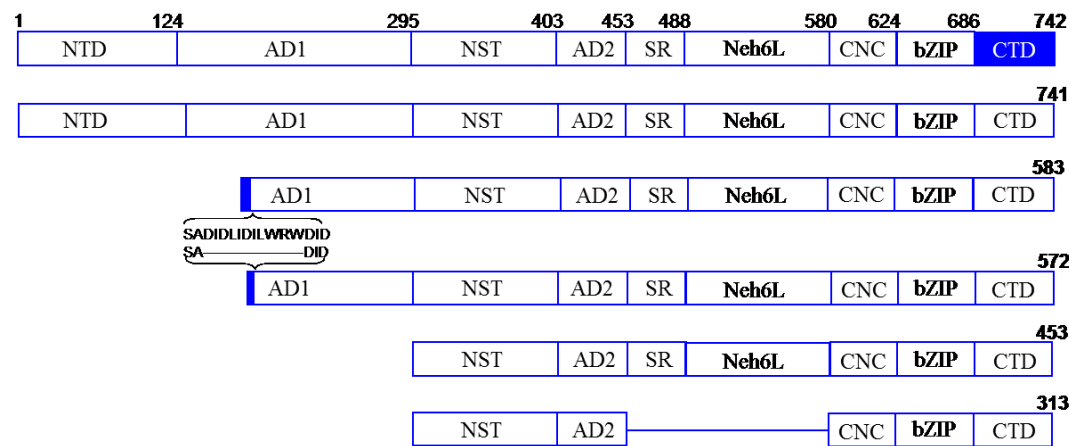 1 124 295 403 453 488 580 624 686 742
NTD AD1 NST AD2 SR Neh6L CNC bZIP CTD
741
NTD AD1 NST AD2 SR Neh6L CNC bZIP CTD
583
AD1 NST AD2 SR Neh6L CNC bZIP CTD
SADIDLIDILWRWDID
SA DID
572
AD1 NST AD2 SR Neh6L CNC bZIP CTD
453
NST AD2 SR Neh6L CNC bZIP CTD
313
NST AD2 CNC bZIP CTD